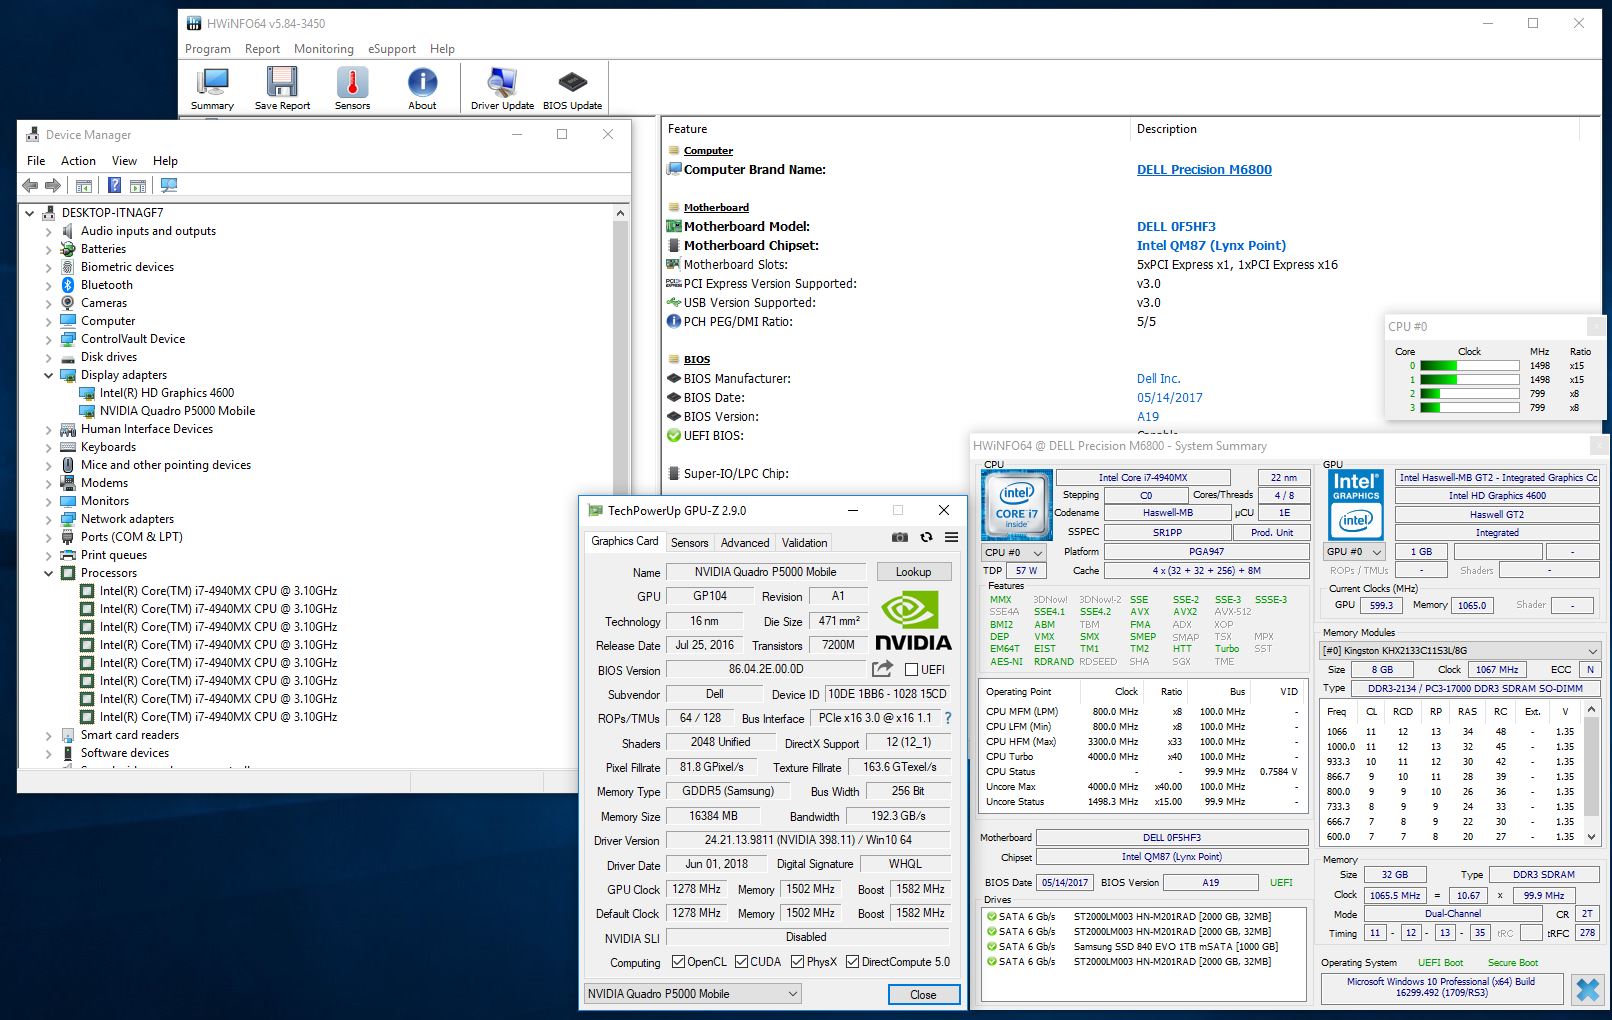 HWiNFO64 v5.84-3450
Program Report Monitoring eSupport Help
Summary Save Report Sensors About Driver Update BIOS Update
Feature Description
Computer
Computer Brand Name: DELL Precision M6800
Motherboard
Motherboard Model: DELL 0F5HF3
Motherboard Chipset: Intel QM87 (Lynx Point)
Motherboard Slots: 5xPCI Express x1, 1xPCI Express x16
PCI Express Version Supported: v3.0
USB Version Supported: v3.0
PCH PEG/DMI Ratio: 5/5
BIOS
BIOS Manufacturer: Dell Inc.
BIOS Date: 05/14/2017
BIOS Version: A19
UEFI BIOS: Capable
Super-IO/LPC Chip:
Device Manager
File Action View Help
DESKTOP-ITNAGF7
Audio inputs and outputs
Batteries
Biometric devices
Bluetooth
Cameras
Computer
ControlVault Device
Disk drives
Display adapters
Intel(R) HD Graphics 4600
NVIDIA Quadro P5000 Mobile
Human Interface Devices
Keyboards
Mice and other pointing devices
Modems
Monitors
Network adapters
Ports (COM & LPT)
Print queues
Processors
Intel(R) Core(TM) i7-4940MX CPU @ 3.10GHz
Intel(R) Core(TM) i7-4940MX CPU @ 3.10GHz
Intel(R) Core(TM) i7-4940MX CPU @ 3.10GHz
Intel(R) Core(TM) i7-4940MX CPU @ 3.10GHz
Intel(R) Core(TM) i7-4940MX CPU @ 3.10GHz
Intel(R) Core(TM) i7-4940MX CPU @ 3.10GHz
Intel(R) Core(TM) i7-4940MX CPU @ 3.10GHz
Intel(R) Core(TM) i7-4940MX CPU @ 3.10GHz
Smart card readers
Software devices
CPU #0
Core Clock MHz Ratio
0 1498 x15
1 1498 x15
2 799 x8
3 799 x8
TechPowerUp GPU-Z 2.9.0
Graphics Card Sensors Advanced Validation
Name NVIDIA Quadro P5000 Mobile Lookup
GPU GP104 Revision A1
Technology 16 nm Die Size 471 mm²
NVIDIA
Release Date Jul 25, 2016 Transistors 7200M
BIOS Version 86.04.2E.00.0D UEFI
Subvendor Dell Device ID 10DE 1BB6 - 1028 15CD
ROPs/TMUs 64 / 128 Bus Interface PCIe x16 3.0 @ x16 1.1 ?
Shaders 2048 Unified DirectX Support 12 (12_1)
Pixel Fillrate 81.8 GPixel/s Texture Fillrate 163.6 GTexel/s
Memory Type GDDR5 (Samsung) Bus Width 256 Bit
Memory Size 16384 MB Bandwidth 192.3 GB/s
Driver Version 24.21.13.9811 (NVIDIA 398.11) / Win10 64
Driver Date Jun 01, 2018 Digital Signature WHQL
GPU Clock 1278 MHz Memory 1502 MHz Boost 1582 MHz
Default Clock 1278 MHz Memory 1502 MHz Boost 1582 MHz
NVIDIA SLI Disabled
Computing OpenCL CUDA PhysX DirectCompute 5.0
NVIDIA Quadro P5000 Mobile Close
HWiNFO64 @ DELL Precision M6800 - System Summary
CPU
intel CORE i7 inside
Intel Core i7-4940MX 22 nm
Stepping C0 Cores/Threads 4 / 8
Codename Haswell-MB µCU 1E
SSPEC SR1PP Prod. Unit
CPU #0 Platform PGA947
TDP 57 W Cache 4 x (32 + 32 + 256) + 8M
Features
MMX 3DNow! 3DNow!-2 SSE SSE-2 SSE-3 SSSE-3
SSE4A SSE4.1 SSE4.2 AVX AVX2 AVX-512
BMI2 ABM TBM FMA ADX XOP
DEP VMX SMX SMEP SMAP TSX MPX
EM64T EIST TM1 TM2 HTT Turbo SST
AES-NI RDRAND RDSEED SHA SGX TME
Operating Point Clock Ratio Bus VID
CPU MFM (LPM) 800.0 MHz x8 100.0 MHz -
CPU LFM (Min) 800.0 MHz x8 100.0 MHz -
CPU HFM (Max) 3300.0 MHz x33 100.0 MHz -
CPU Turbo 4000.0 MHz x40 100.0 MHz -
CPU Status - - 99.9 MHz 0.7584 V
Uncore Max 4000.0 MHz x40.00 100.0 MHz -
Uncore Status 1498.3 MHz x15.00 99.9 MHz -
Motherboard DELL 0F5HF3
Chipset Intel QM87 (Lynx Point)
BIOS Date 05/14/2017 BIOS Version A19 UEFI
Drives
SATA 6 Gb/s ST2000LM003 HN-M201RAD [2000 GB, 32MB]
SATA 6 Gb/s ST2000LM003 HN-M201RAD [2000 GB, 32MB]
SATA 6 Gb/s Samsung SSD 840 EVO 1TB mSATA [1000 GB]
SATA 6 Gb/s ST2000LM003 HN-M201RAD [2000 GB, 32MB]
GPU
Intel GRAPHICS intel
Intel Haswell-MB GT2 - Integrated Graphics Co
Intel HD Graphics 4600
Haswell GT2
Integrated
GPU #0 1 GB -
ROPs / TMUs - Shaders -
Current Clocks (MHz)
GPU 599.3 Memory 1065.0 Shader -
Memory Modules
[#0] Kingston KHX2133C11S3L/8G
Size 8 GB Clock 1067 MHz ECC N
Type DDR3-2134 / PC3-17000 DDR3 SDRAM SO-DIMM
Freq CL RCD RP RAS RC Ext. V
1066 11 12 13 34 48 - 1.35
1000.0 11 12 13 32 45 - 1.35
933.3 10 11 12 30 42 - 1.35
866.7 9 10 11 28 39 - 1.35
800.0 9 9 10 26 36 - 1.35
733.3 8 9 9 24 33 - 1.35
666.7 7 8 9 22 30 - 1.35
600.0 7 7 8 20 27 - 1.35
Memory
Size 32 GB Type DDR3 SDRAM
Clock 1065.5 MHz = 10.67 x 99.9 MHz
Mode Dual-Channel CR 2T
Timing 11 - 12 - 13 - 35 tRC tRFC 278
Operating System UEFI Boot Secure Boot
Microsoft Windows 10 Professional (x64) Build
16299.492 (1709/RS3)